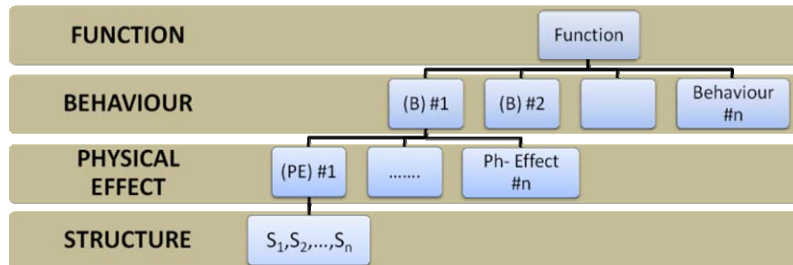 FUNCTION
Function
BEHAVIOUR
(B) #1
(B) #2
Behaviour
#n
PHYSICAL
EFFECT
(PE) #1
.......
Ph- Effect
#n
STRUCTURE
S₁,S₂,...,Sₙ